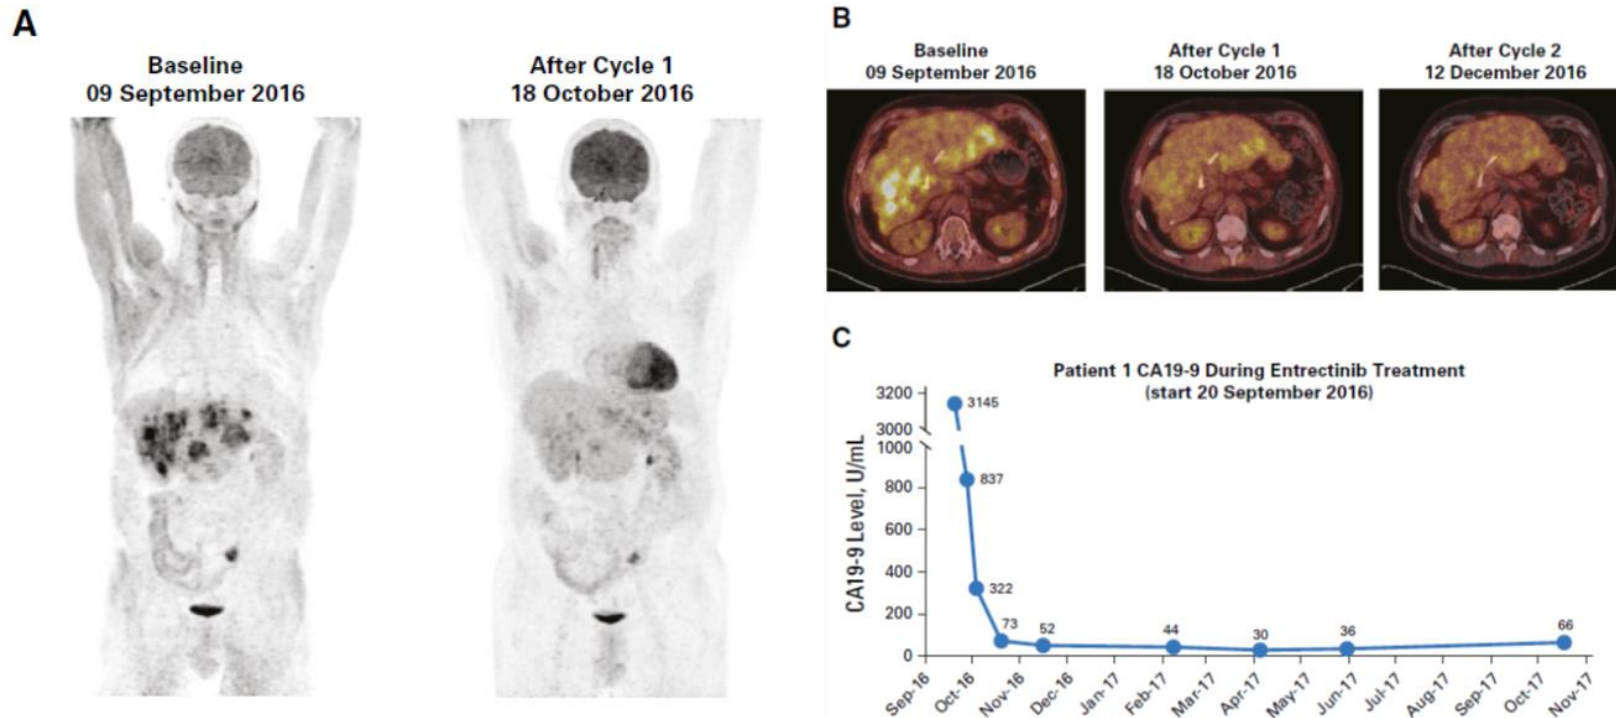 A
Baseline
09 September 2016
After Cycle 1
18 October 2016
B
Baseline
09 September 2016
After Cycle 1
18 October 2016
After Cycle 2
12 December 2016
C
Patient 1 CA19-9 During Entrectinib Treatment
(start 20 September 2016)
CA19-9 Level, U/mL
3200
3000
1000
800
600
400
200
0
3145
837
322
73
52
44
30
36
66
Sep-16
Oct-16
Nov-16
Dec-16
Jan-17
Feb-17
Mar-17
Apr-17
May-17
Jun-17
Jul-17
Aug-17
Sep-17
Oct-17
Nov-17